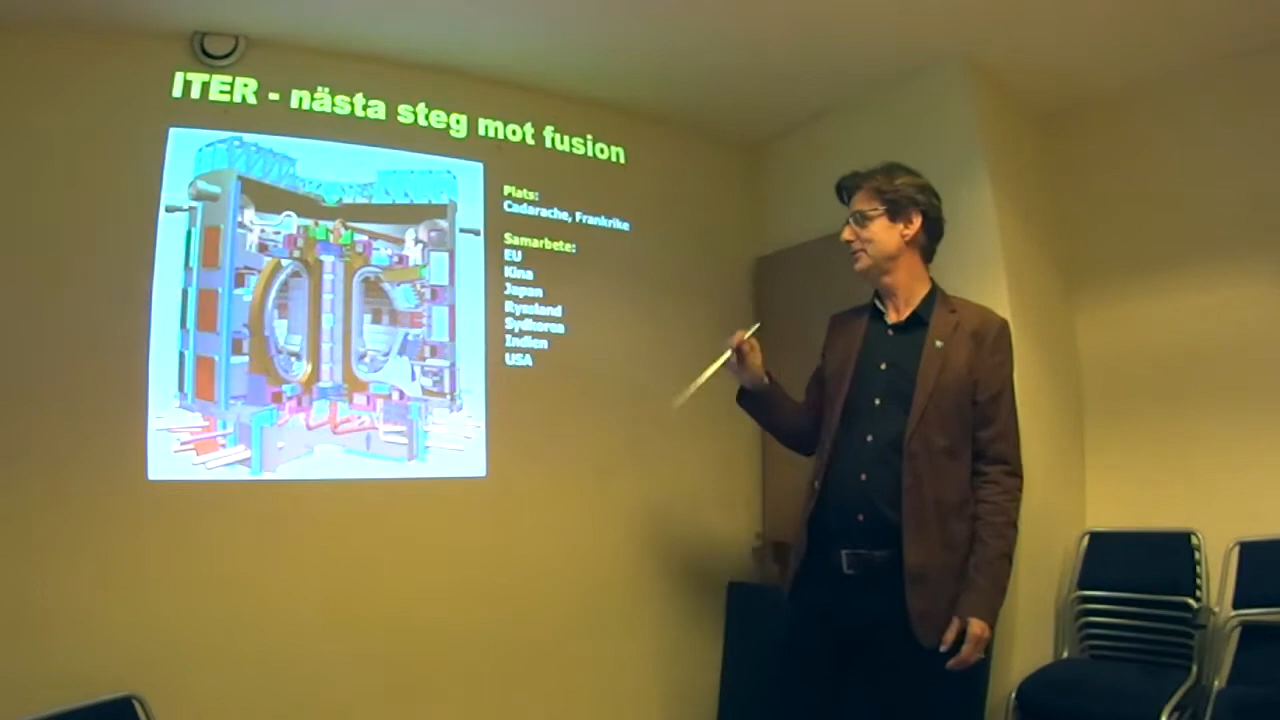 ITER - nästa steg mot fusion
Plats:
Cadarache, Frankrike
Samarbete:
EU
Kina
Japan
Ryssland
Sydkorea
Indien
USA